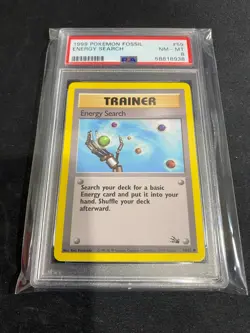 1999 POKEMON FOSSIL #59
ENERGY SEARCH NM - MT
8
PSA
TRAINER
Energy Search
Search your deck for a basic
Energy card and put it into your
hand. Shuffle your deck
afterward.